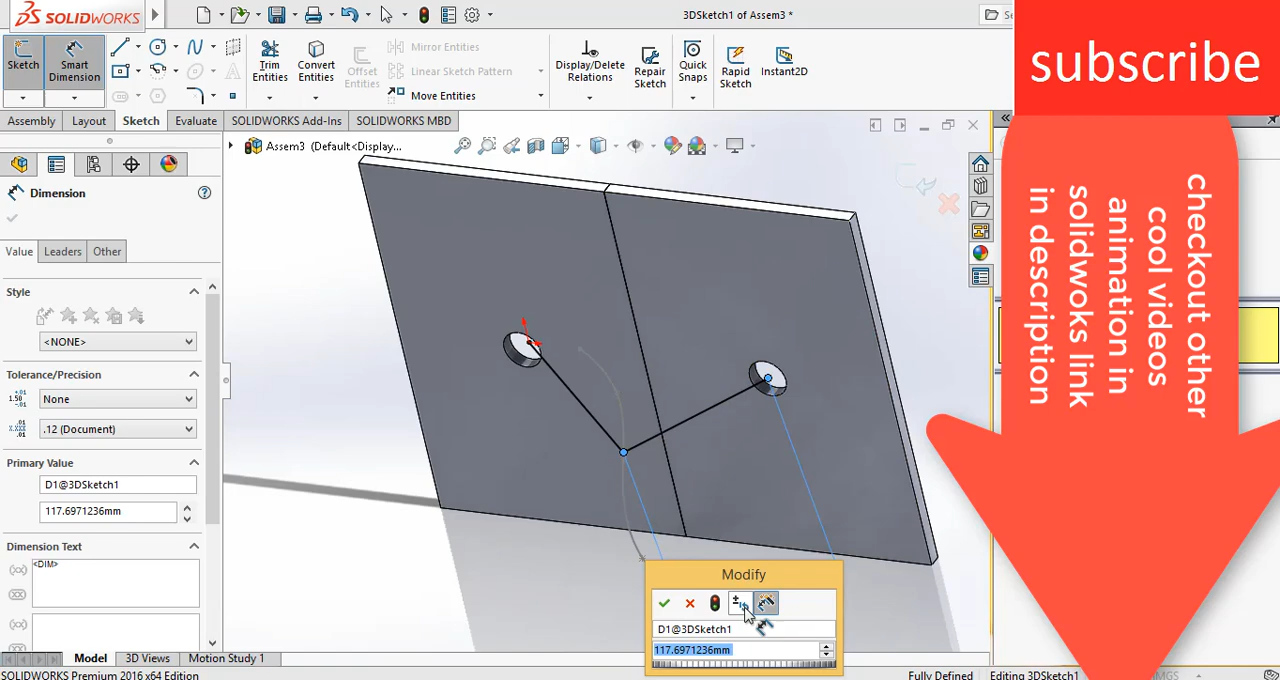 SOLIDWORKS
3DSketch1 of Assem3 *
Sketch
Smart
Dimension
Trim
Entities
Convert
Entities
Offset
Entities
Mirror Entities
Linear Sketch Pattern
Move Entities
Display/Delete
Relations
Repair
Sketch
Quick
Snaps
Rapid
Sketch
Instant2D
Assembly
Layout
Sketch
Evaluate
SOLIDWORKS Add-Ins
SOLIDWORKS MBD
Assem3 (Default<Display...
Dimension
Value
Leaders
Other
Style
<NONE>
Tolerance/Precision
1.50
None
.12 (Document)
Primary Value
D1@3DSketch1
117.6971236mm
Dimension Text
<DIM>
Modify
D1@3DSketch1
117.6971236mm
Model
3D Views
Motion Study 1
SOLIDWORKS Premium 2016 x64 Edition
Fully Defined
Editing 3DSketch1
subscribe
checkout other
cool videos
animation in
solidwoks link
in description